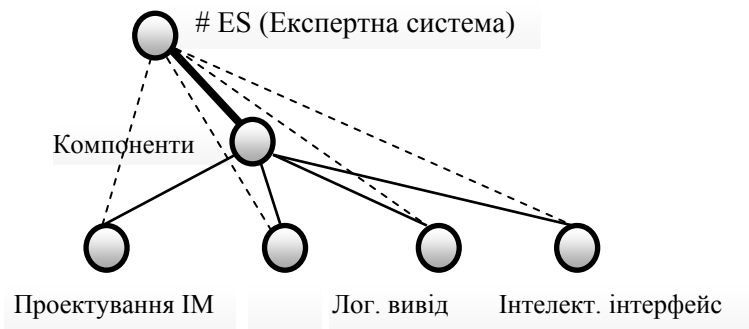 # ES (Експертна система)
Компоненти
Проектування ІМ Лог. вивід Інтелект. інтерфейс